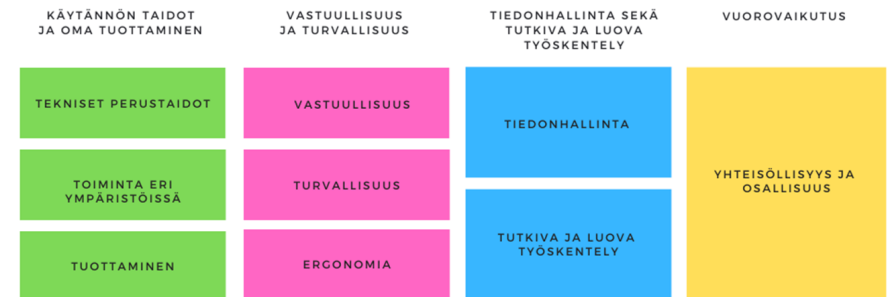 KÄYTÄNNÖN TAIDOT
JA OMA TUOTTAMINEN
VASTUULLISUUS
JA TURVALLISUUS
TIEDONHALLINTA SEKÄ
TUTKIVA JA LUOVA
TYÖSKENTELY
VUOROVAIKUTUS
TEKNISET PERUSTAIDOT
TOIMINTA ERI
YMPÄRISTÖISSÄ
TUOTTAMINEN
VASTUULLISUUS
TURVALLISUUS
ERGONOMIA
TIEDONHALLINTA
TUTKIVA JA LUOVA
TYÖSKENTELY
YHTEISÖLLISYYS JA
OSALLISUUS